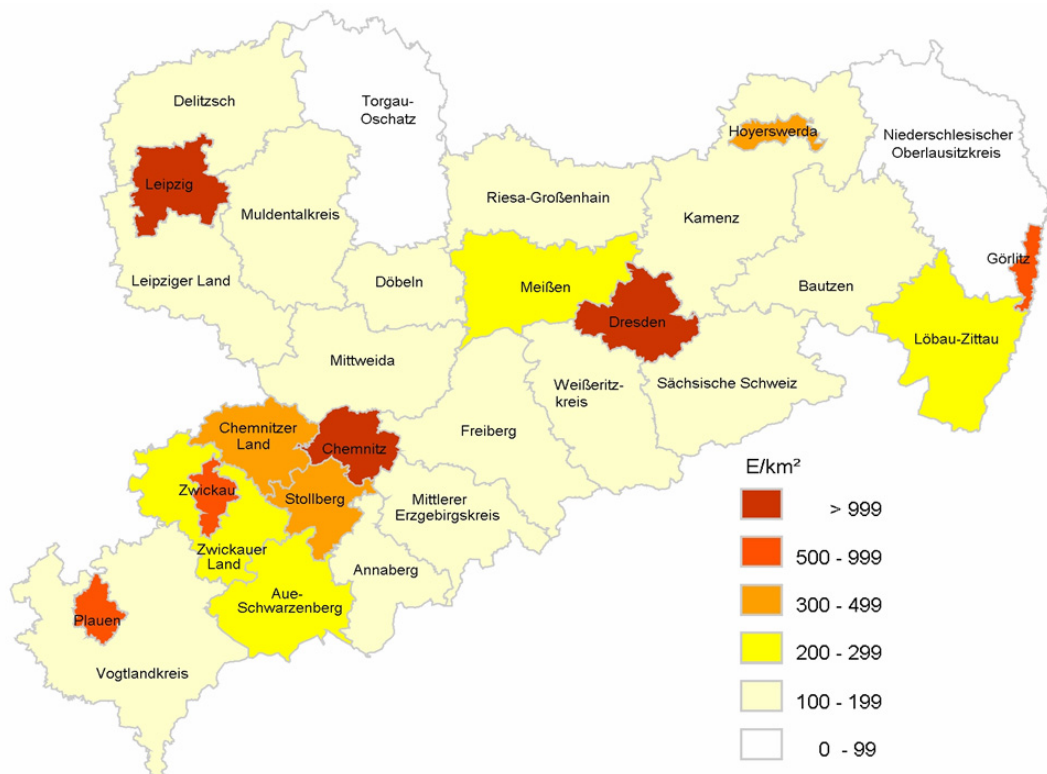 Delitzsch
Torgau-
Oschatz
Hoyerswerda
Niederschlesischer
Oberlausitzkreis
Leipzig
Muldentalkreis
Riesa-Großenhain
Kamenz
Görlitz
Leipziger Land
Döbeln
Meißen
Bautzen
Dresden
Löbau-Zittau
Mittweida
Weißeritz-
kreis
Sächsische Schweiz
Chemnitzer
Land
Chemnitz
Freiberg
Zwickau
Stollberg
Mittlerer
Erzgebirgskreis
Zwickauer
Land
Annaberg
Aue-
Schwarzenberg
Plauen
Vogtlandkreis
E/km²
> 999
500 - 999
300 - 499
200 - 299
100 - 199
0 - 99